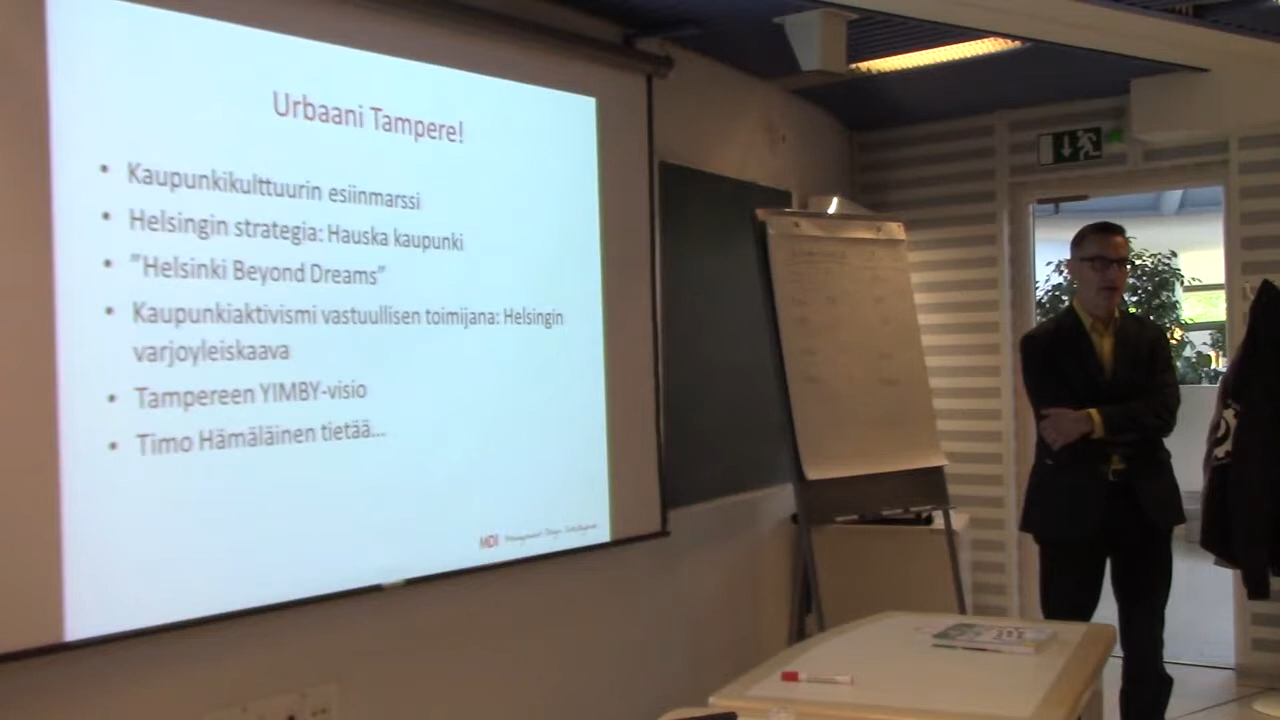 Urbaani Tampere!
• Kaupunkikulttuurin esiinmarssi
• Helsingin strategia: Hauska kaupunki
• ”Helsinki Beyond Dreams”
• Kaupunkiaktivismi vastuullisen toimijana: Helsingin
varjoyleiskaava
• Tampereen YIMBY-visio
• Timo Hämäläinen tietää...
MDI